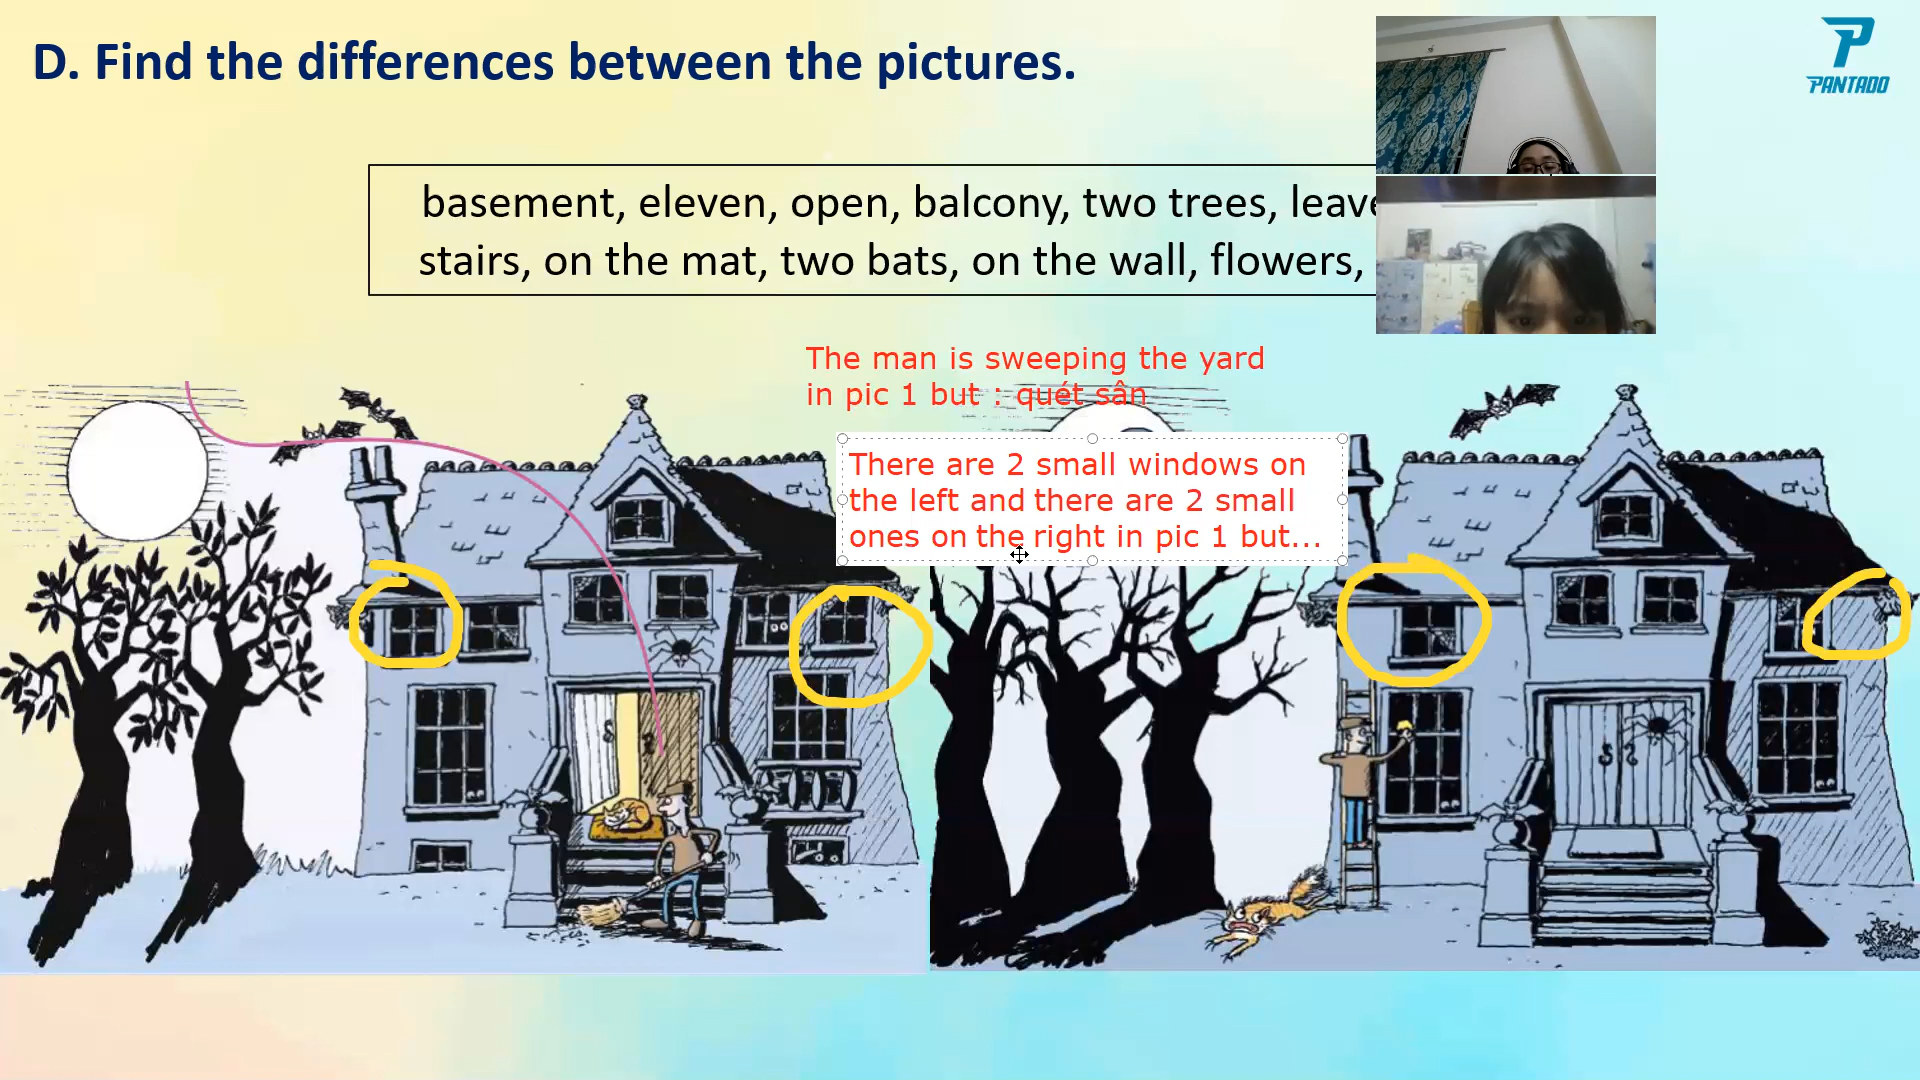 D. Find the differences between the pictures.
PANTADO
basement, eleven, open, balcony, two trees,
stairs, on the mat, two bats, on the wall, flowers,
The man is sweeping the yard
in pic 1 but : quét sân
There are 2 small windows on
the left and there are 2 small
ones on the right in pic 1 but...